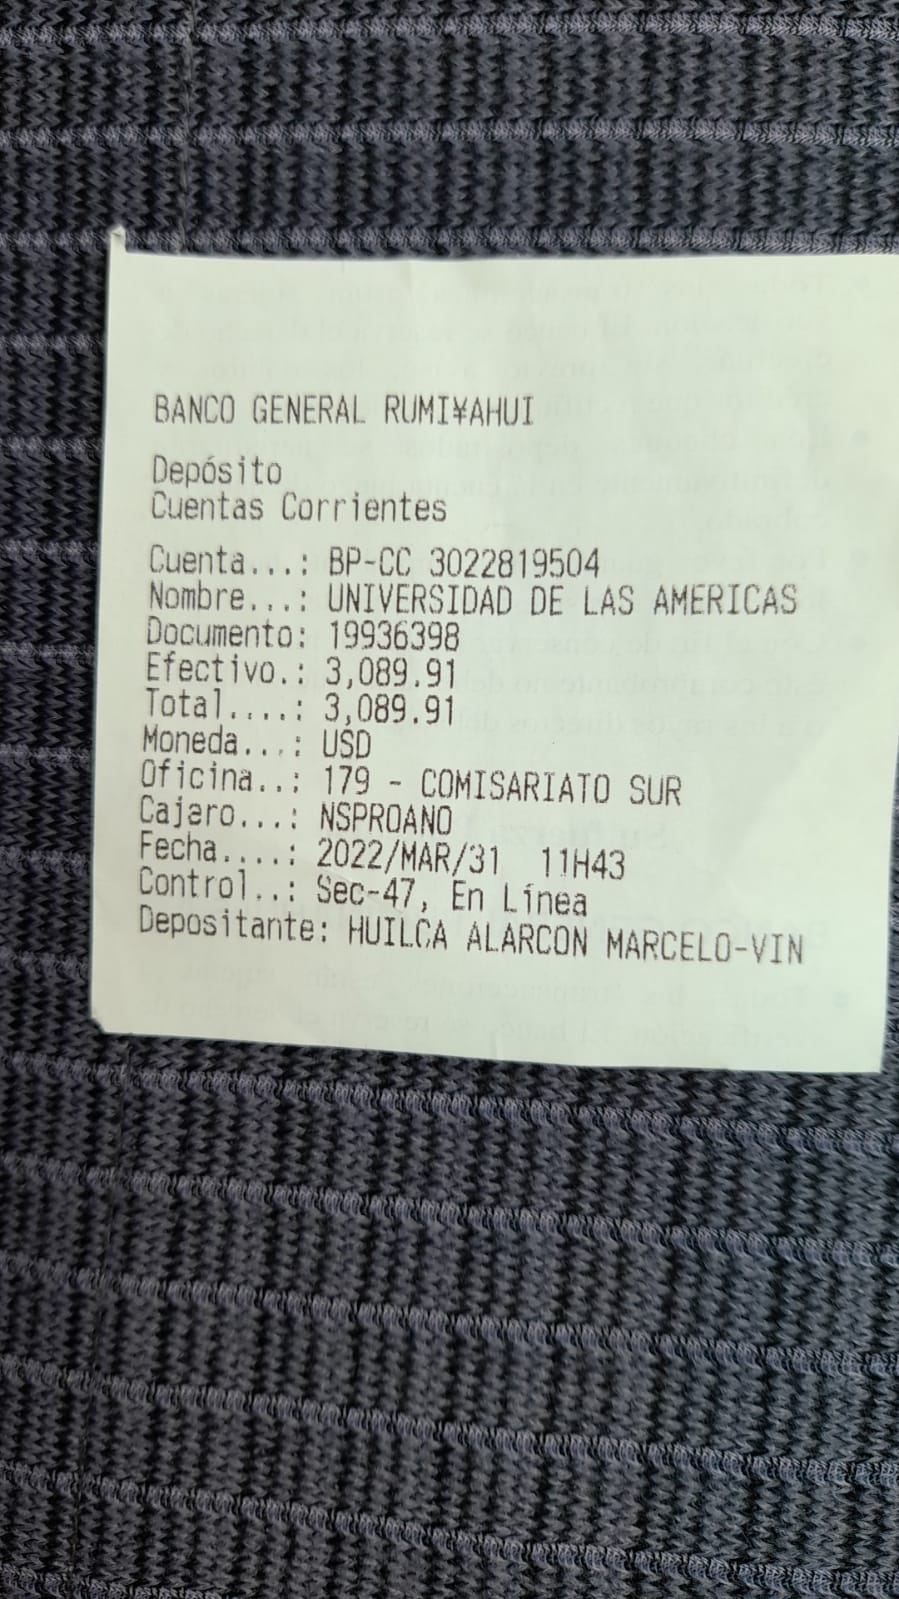 BANCO GENERAL RUMI¥AHUI
Depósito
Cuentas Corrientes
Cuenta...: BP-CC 3022819504
Nombre...: UNIVERSIDAD DE LAS AMERICAS
Documento: 19936398
Efectivo.: 3,089.91
Total....: 3,089.91
Moneda...: USD
Oficina..: 179 - COMISARIATO SUR
Cajero...: NSPROANO
Fecha....: 2022/MAR/31 11H43
Control..: Sec-47, En Línea
Depositante: HUILCA ALARCON MARCELO-VIN